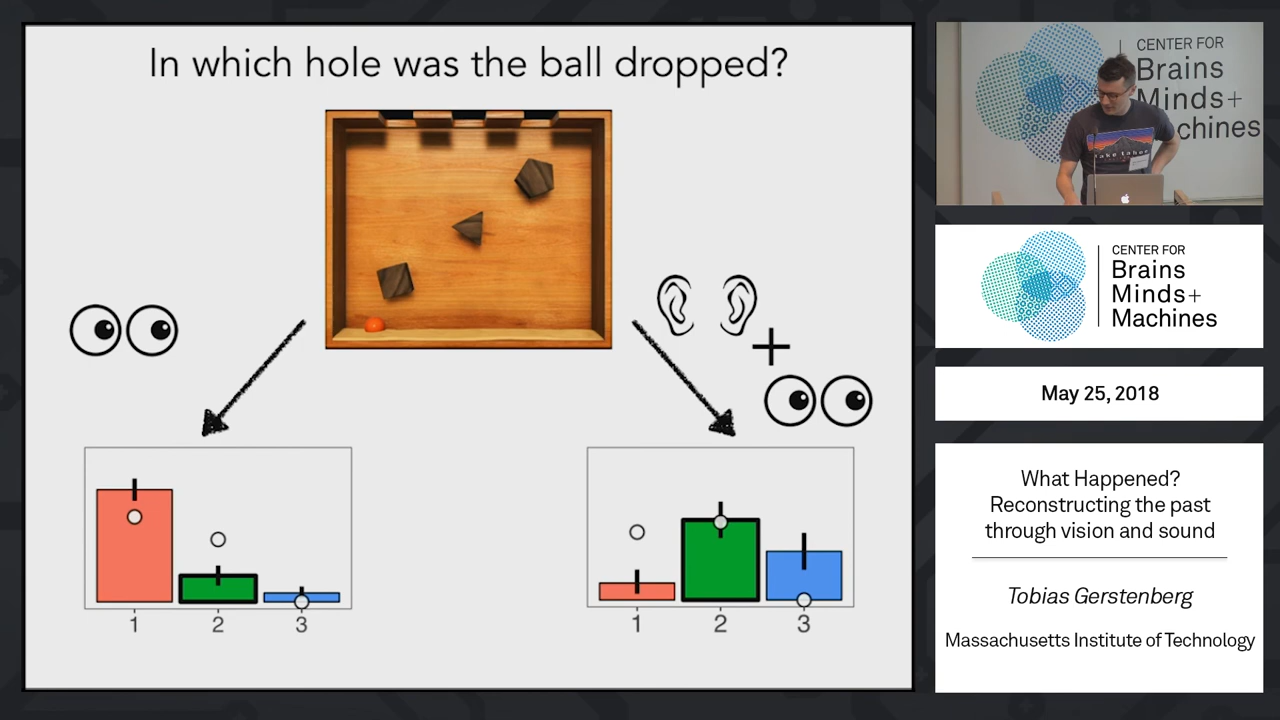 In which hole was the ball dropped?
+
1 2 3
1 2 3
CENTER FOR
Brains
Minds+
Machines
CENTER FOR
Brains
Minds+
Machines
May 25, 2018
What Happened?
Reconstructing the past
through vision and sound
Tobias Gerstenberg
Massachusetts Institute of Technology